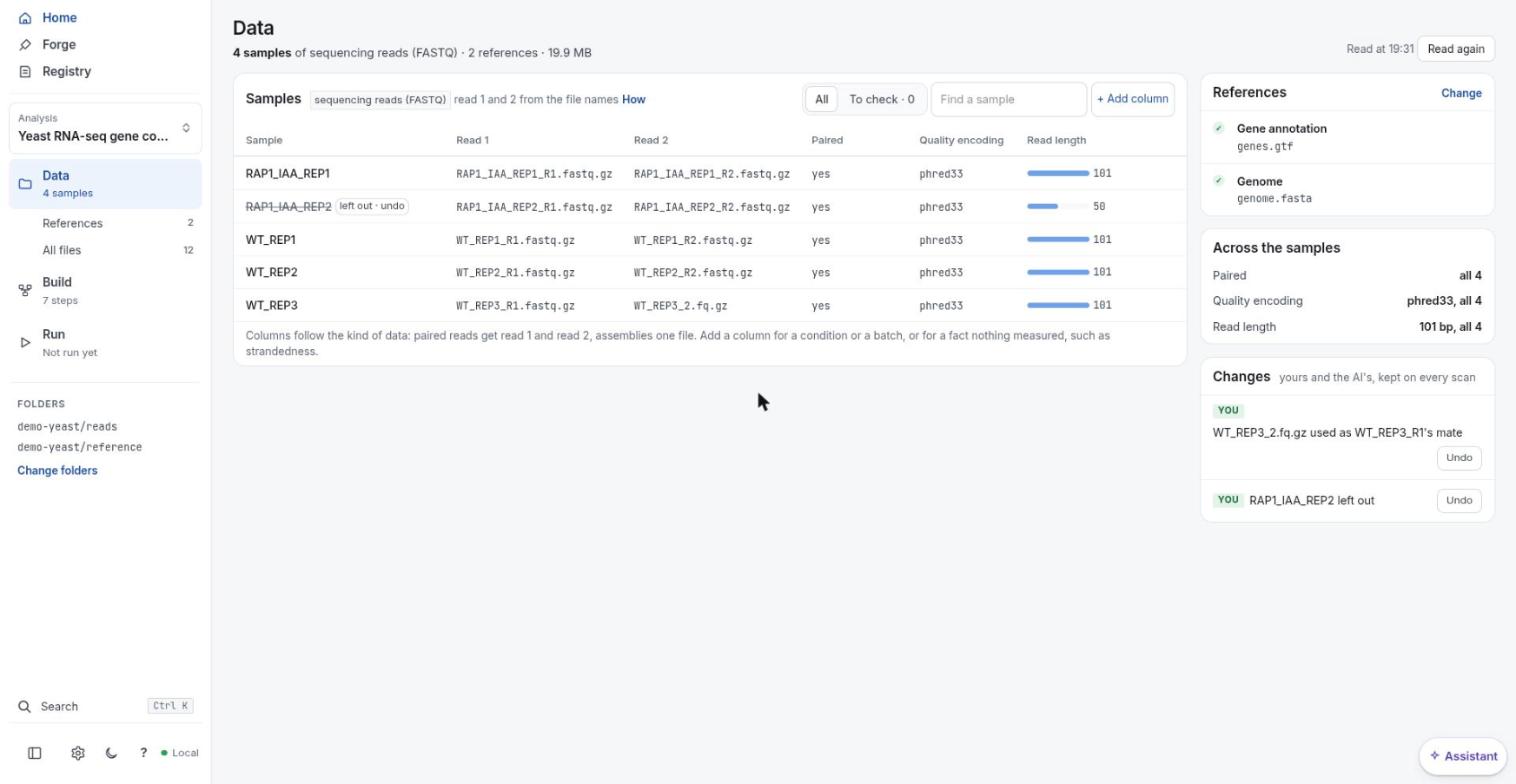 Home
Forge
Registry
Analysis
Yeast RNA-seq gene co...
Data
4 samples
References 2
All files 12
Build
7 steps
Run
Not run yet
FOLDERS
demo-yeast/reads
demo-yeast/reference
Change folders
Search Ctrl K
? Local
Data
4 samples of sequencing reads (FASTQ) · 2 references · 19.9 MB
Read at 19:31 Read again
Samples sequencing reads (FASTQ) read 1 and 2 from the file names How All To check · 0 Find a sample + Add column
Sample Read 1 Read 2 Paired Quality encoding Read length
RAP1_IAA_REP1 RAP1_IAA_REP1_R1.fastq.gz RAP1_IAA_REP1_R2.fastq.gz yes phred33 101
RAP1_IAA_REP2 left out · undo RAP1_IAA_REP2_R1.fastq.gz RAP1_IAA_REP2_R2.fastq.gz yes phred33 50
WT_REP1 WT_REP1_R1.fastq.gz WT_REP1_R2.fastq.gz yes phred33 101
WT_REP2 WT_REP2_R1.fastq.gz WT_REP2_R2.fastq.gz yes phred33 101
WT_REP3 WT_REP3_R1.fastq.gz WT_REP3_2.fq.gz yes phred33 101
Columns follow the kind of data: paired reads get read 1 and read 2, assemblies one file. Add a column for a condition or a batch, or for a fact nothing measured, such as
strandedness.
References Change
Gene annotation
genes.gtf
Genome
genome.fasta
Across the samples
Paired all 4
Quality encoding phred33, all 4
Read length 101 bp, all 4
Changes yours and the AI's, kept on every scan
YOU
WT_REP3_2.fq.gz used as WT_REP3_R1's mate
Undo
YOU RAP1_IAA_REP2 left out Undo
Assistant